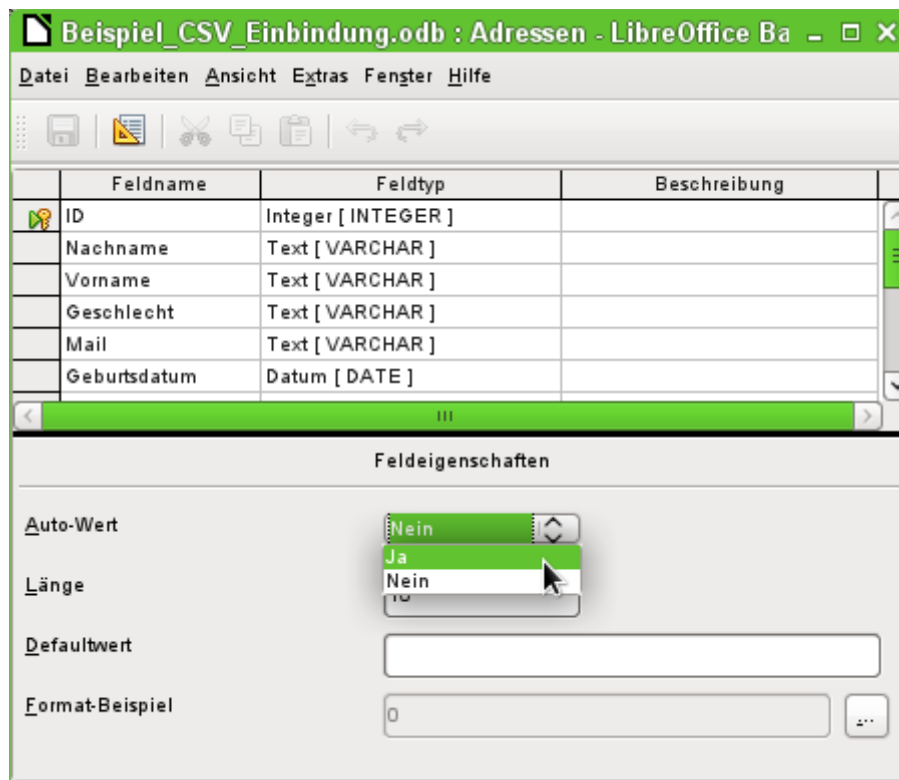 Beispiel_CSV_Einbindung.odb : Adressen - LibreOffice Ba
Datei Bearbeiten Ansicht Extras Fenster Hilfe
Feldname Feldtyp Beschreibung
ID Integer [ INTEGER ]
Nachname Text [ VARCHAR ]
Vorname Text [ VARCHAR ]
Geschlecht Text [ VARCHAR ]
Mail Text [ VARCHAR ]
Geburtsdatum Datum [ DATE ]
Feldeigenschaften
Auto-Wert Nein
Ja
Nein
Länge
Defaultwert
Format-Beispiel 0 ...